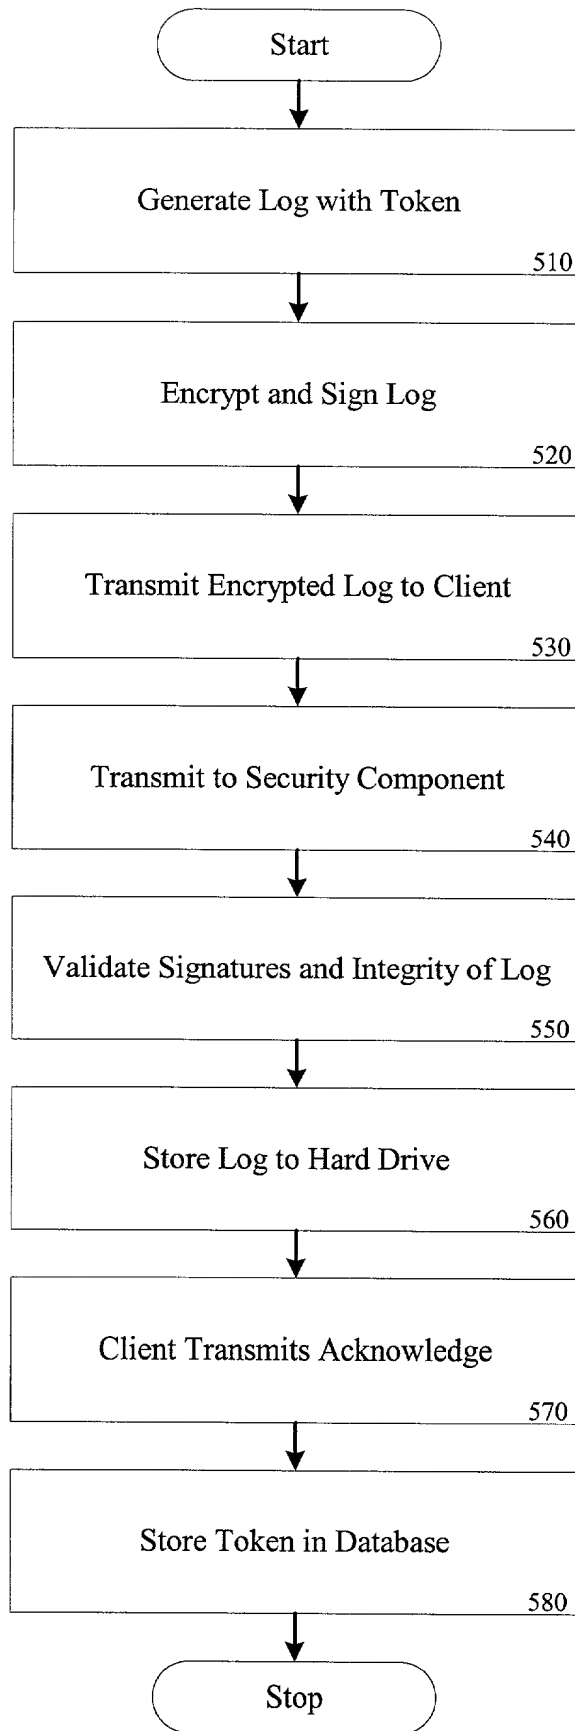 Start
Generate Log with Token
510
Encrypt and Sign Log
520
Transmit Encrypted Log to Client
530
Transmit to Security Component
540
Validate Signatures and Integrity of Log
550
Store Log to Hard Drive
560
Client Transmits Acknowledge
570
Store Token in Database
580
Stop